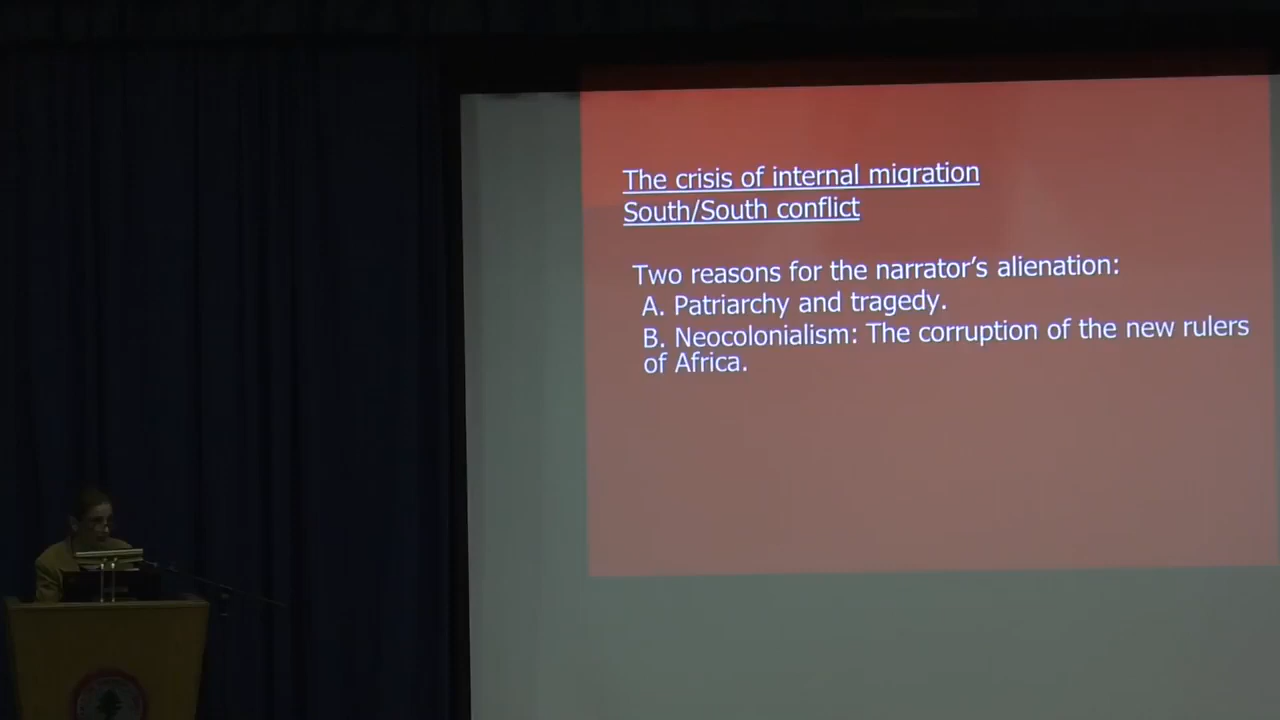 The crisis of internal migration
South/South conflict
Two reasons for the narrator's alienation:
A. Patriarchy and tragedy.
B. Neocolonialism: The corruption of the new rulers
of Africa.